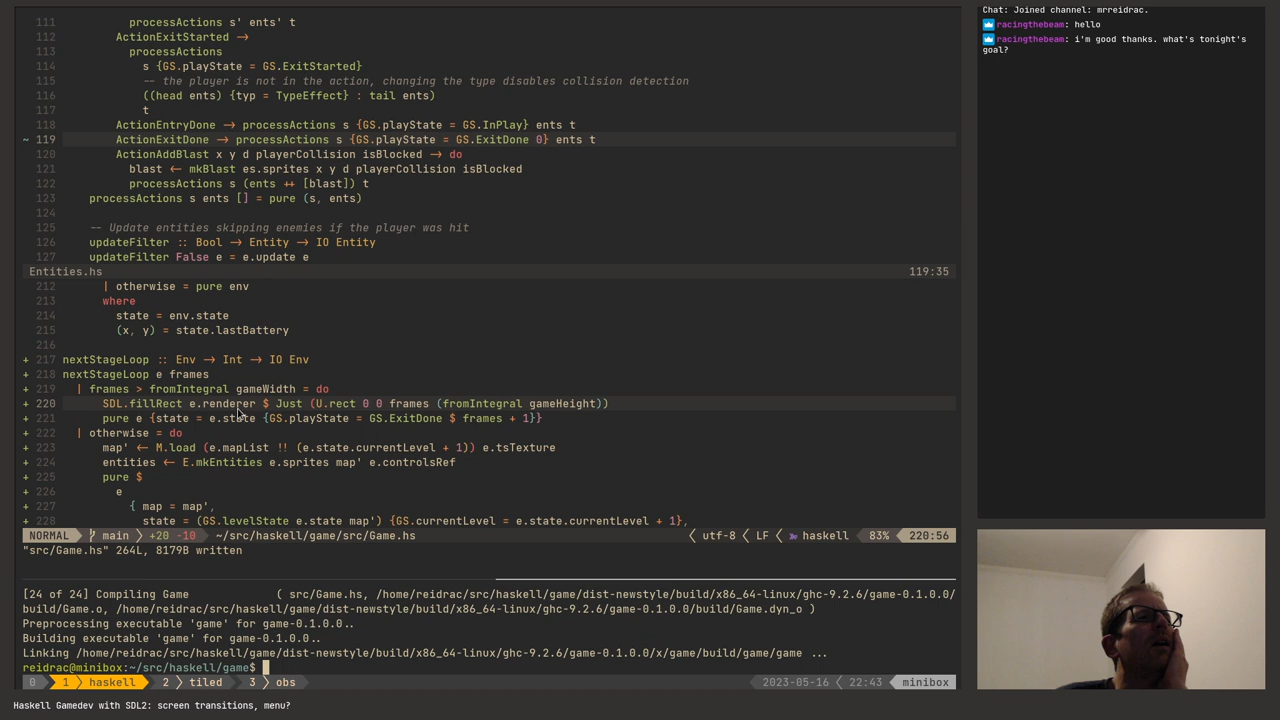 111           processActions s' ents' t
112         ActionExitStarted →
113           processActions
114             s {GS.playState = GS.ExitStarted}
115             -- the player is not in the action, changing the type disables collision detection
116             ((head ents) {typ = TypeEffect} : tail ents)
117             t
118         ActionEntryDone → processActions s {GS.playState = GS.InPlay} ents t
~ 119         ActionExitDone → processActions s {GS.playState = GS.ExitDone 0} ents t
120         ActionAddBlast x y d playerCollision isBlocked → do
121           blast ← mkBlast es.sprites x y d playerCollision isBlocked
122           processActions s (ents ++ [blast]) t
123     processActions s ents [] = pure (s, ents)
124
125     -- Update entities skipping enemies if the player was hit
126     updateFilter :: Bool → Entity → IO Entity
127     updateFilter False e = e.update e
Entities.hs 119:35
212       | otherwise = pure env
213       where
214         state = env.state
215         (x, y) = state.lastBattery
216
+ 217 nextStageLoop :: Env → Int → IO Env
+ 218 nextStageLoop e frames
+ 219   | frames > fromIntegral gameWidth = do
+ 220       SDL.fillRect e.renderer $ Just (U.rect 0 0 frames (fromIntegral gameHeight))
+ 221       pure e {state = e.state {GS.playState = GS.ExitDone $ frames + 1}}
+ 222   | otherwise = do
+ 223       map' ← M.load (e.mapList !! (e.state.currentLevel + 1)) e.tsTexture
+ 224       entities ← E.mkEntities e.sprites map' e.controlsRef
+ 225       pure $
+ 226         e
+ 227           { map = map',
+ 228             state = (GS.levelState e.state map') {GS.currentLevel = e.state.currentLevel + 1},
NORMAL main +20 -10 ~/src/haskell/game/src/Game.hs utf-8 LF haskell 83% 220:56
"src/Game.hs" 264L, 8179B written
[24 of 24] Compiling Game             ( src/Game.hs, /home/reidrac/src/haskell/game/dist-newstyle/build/x86_64-linux/ghc-9.2.6/game-0.1.0.0/
build/Game.o, /home/reidrac/src/haskell/game/dist-newstyle/build/x86_64-linux/ghc-9.2.6/game-0.1.0.0/build/Game.dyn_o )
Preprocessing executable 'game' for game-0.1.0.0..
Building executable 'game' for game-0.1.0.0..
Linking /home/reidrac/src/haskell/game/dist-newstyle/build/x86_64-linux/ghc-9.2.6/game-0.1.0.0/x/game/build/game/game ...
reidrac@minibox:~/src/haskell/game$
0 1 haskell 2 tiled 3 obs 2023-05-16 22:43 minibox
Haskell Gamedev with SDL2: screen transitions, menu?
Chat: Joined channel: mrreidrac.
racingthebeam: hello
racingthebeam: i'm good thanks. what's tonight's
goal?